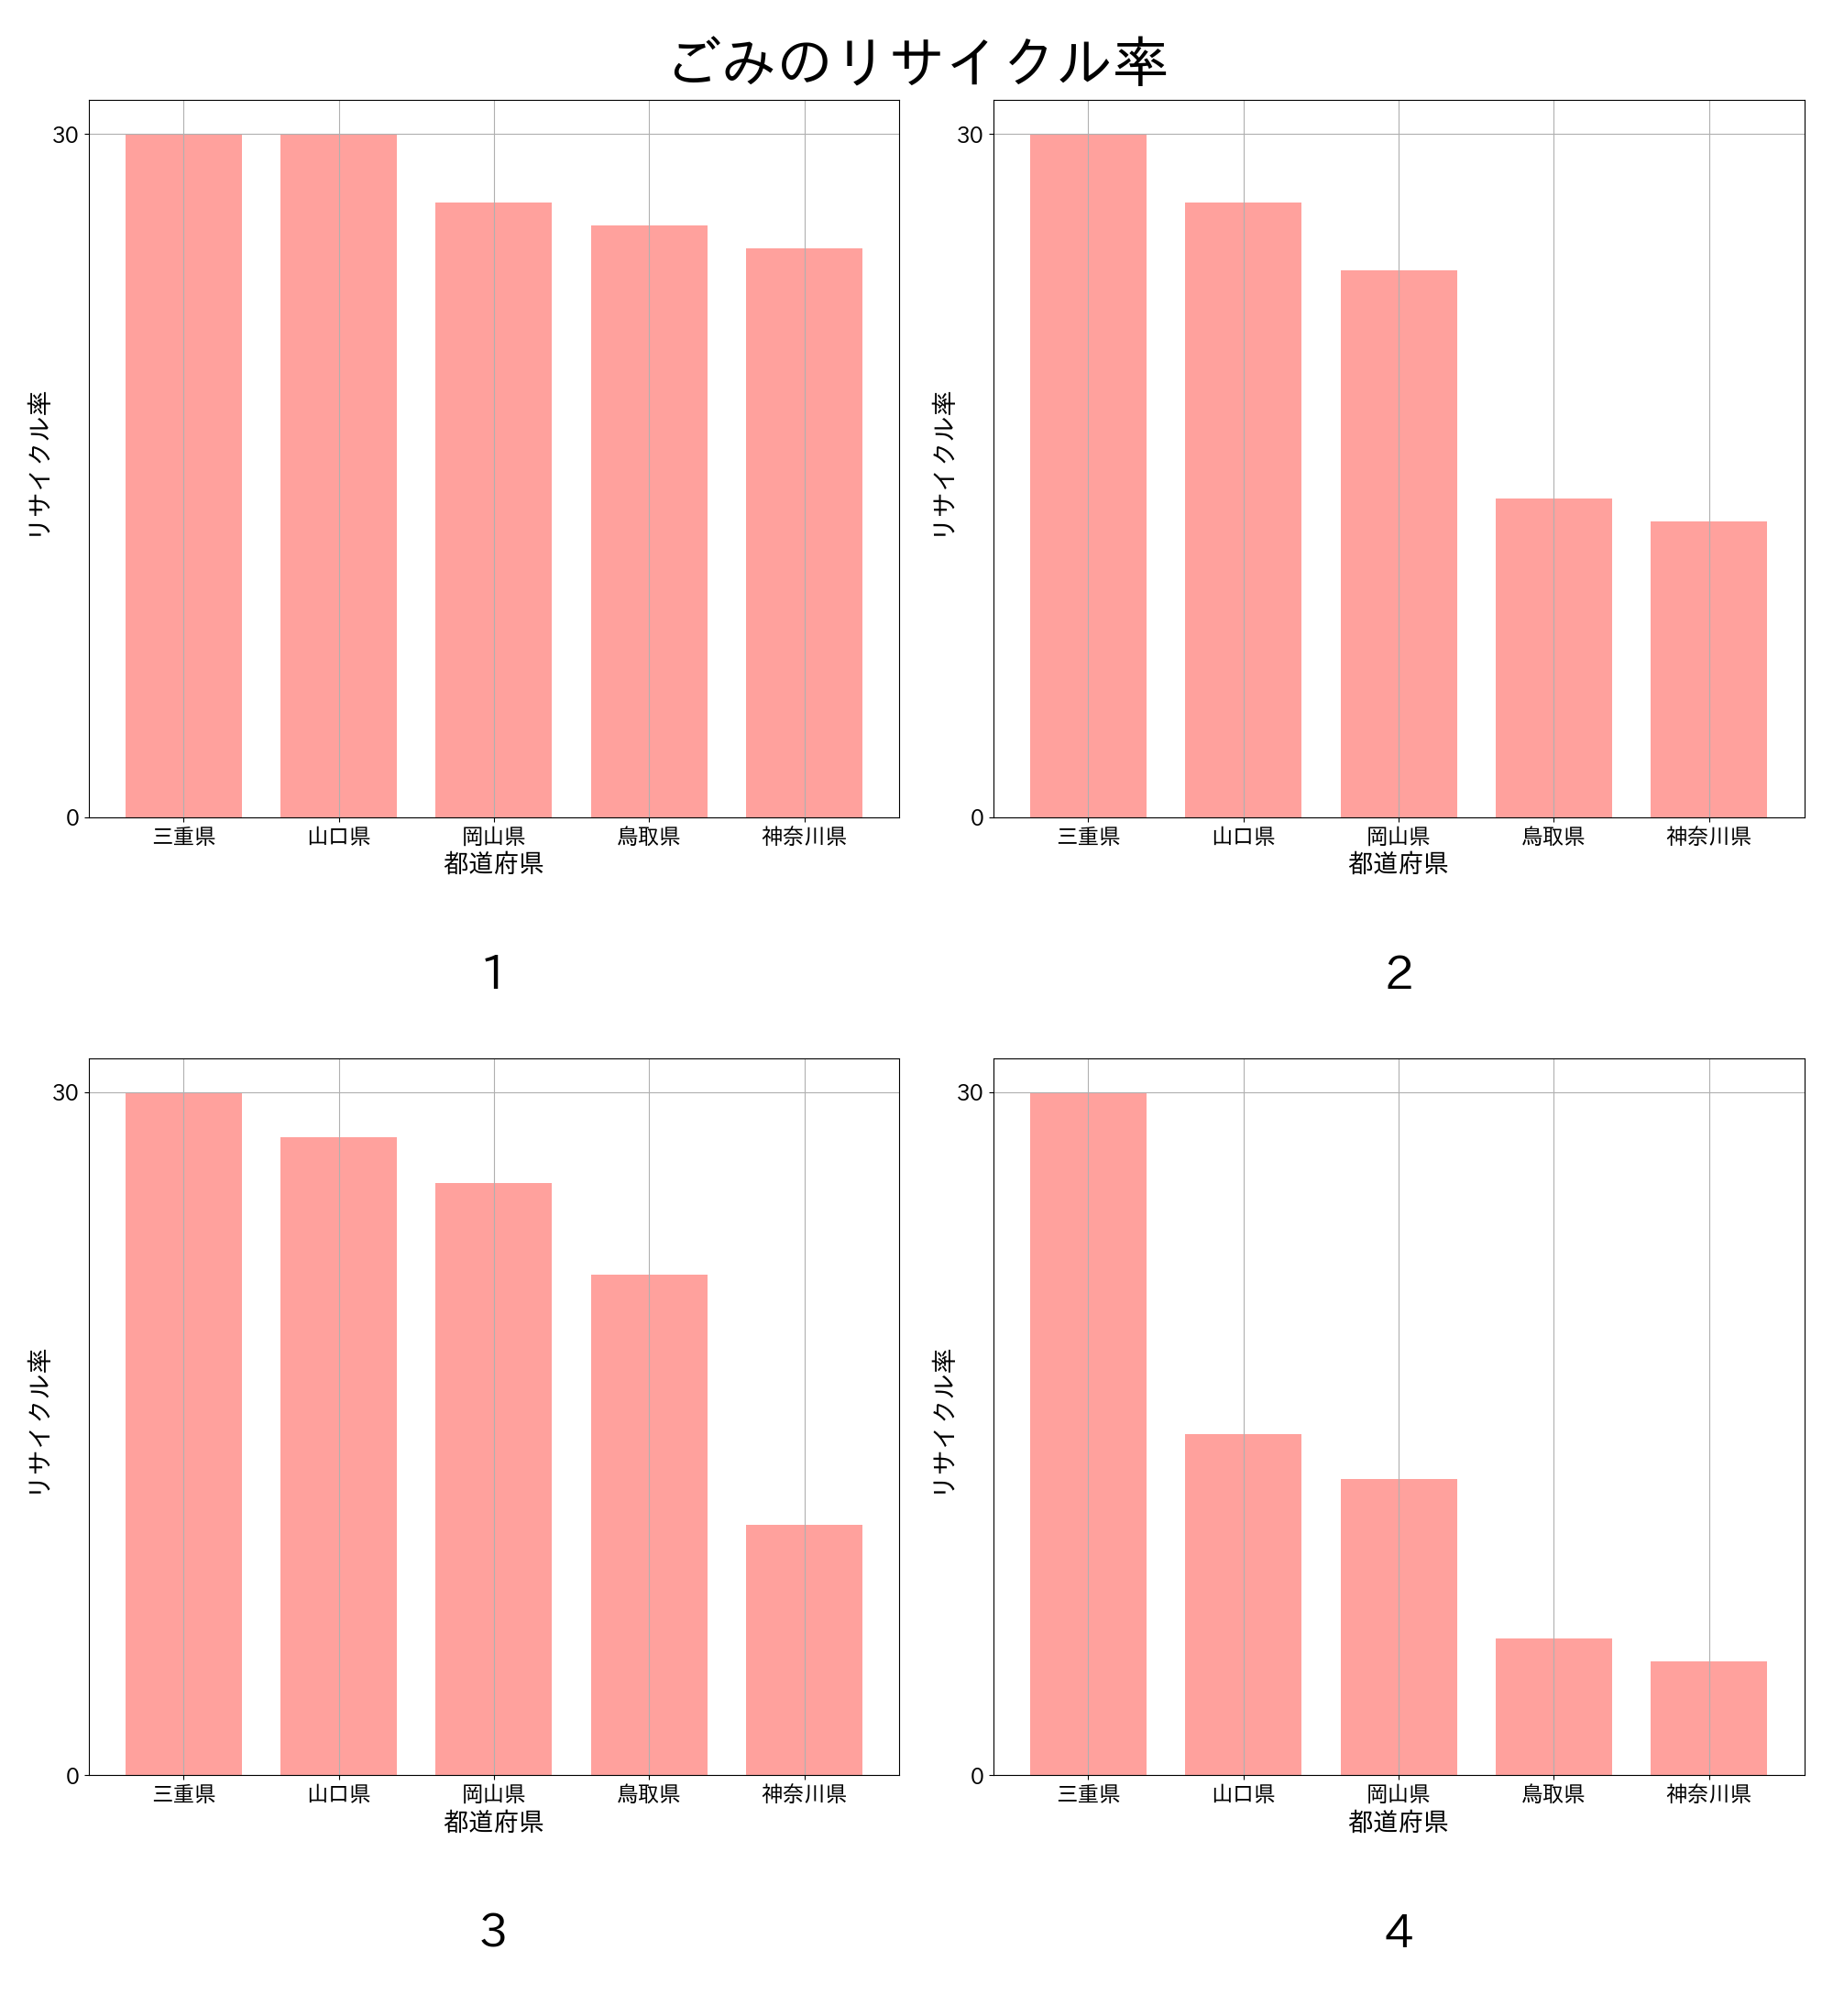 ごみのリサイクル率
30
0
リサイクル率
三重県 山口県 岡山県 鳥取県 神奈川県
都道府県
1
30
0
リサイクル率
三重県 山口県 岡山県 鳥取県 神奈川県
都道府県
2
30
0
リサイクル率
三重県 山口県 岡山県 鳥取県 神奈川県
都道府県
3
30
0
リサイクル率
三重県 山口県 岡山県 鳥取県 神奈川県
都道府県
4